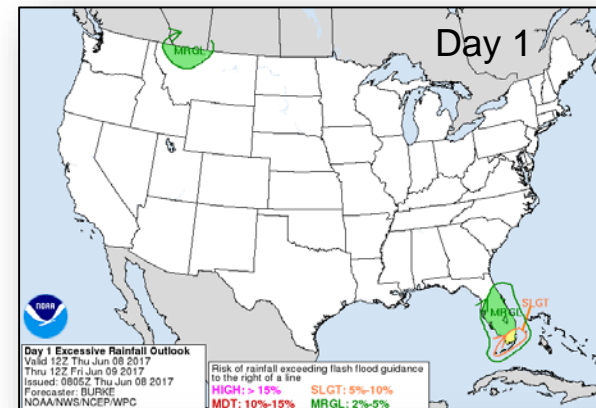 Day 1
MRGL
SLGT
MRGL
NOAA
Day 1 Excessive Rainfall Outlook
Valid 12Z Thu Jun 08 2017
Thru 12Z Fri Jun 09 2017
Issued: 0805Z Thu Jun 08 2017
Forecaster: BURKE
NOAA/NWS/NCEP/WPC
Risk of rainfall exceeding flash flood guidance
to the right of a line
HIGH: > 15% SLGT: 5%-10%
MDT: 10%-15% MRGL: 2%-5%